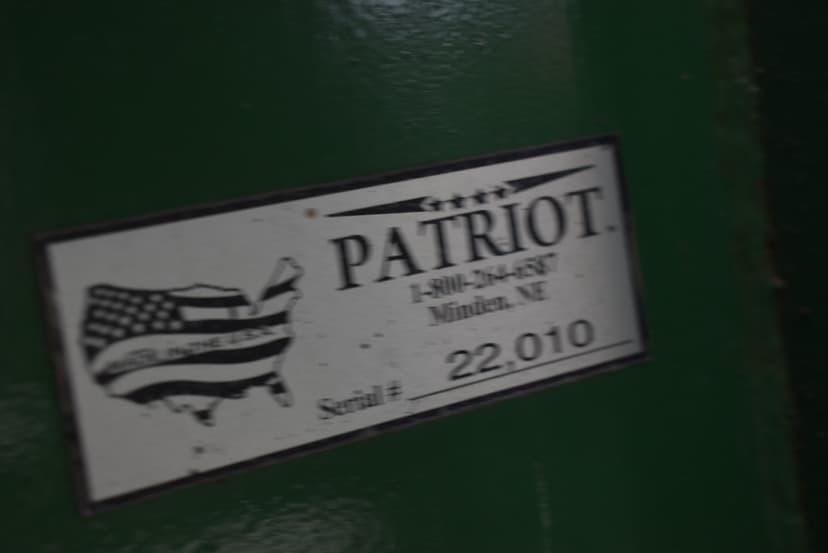 PATRIOT.
1-800-264-6587
Minden, NE
Serial # 22,010